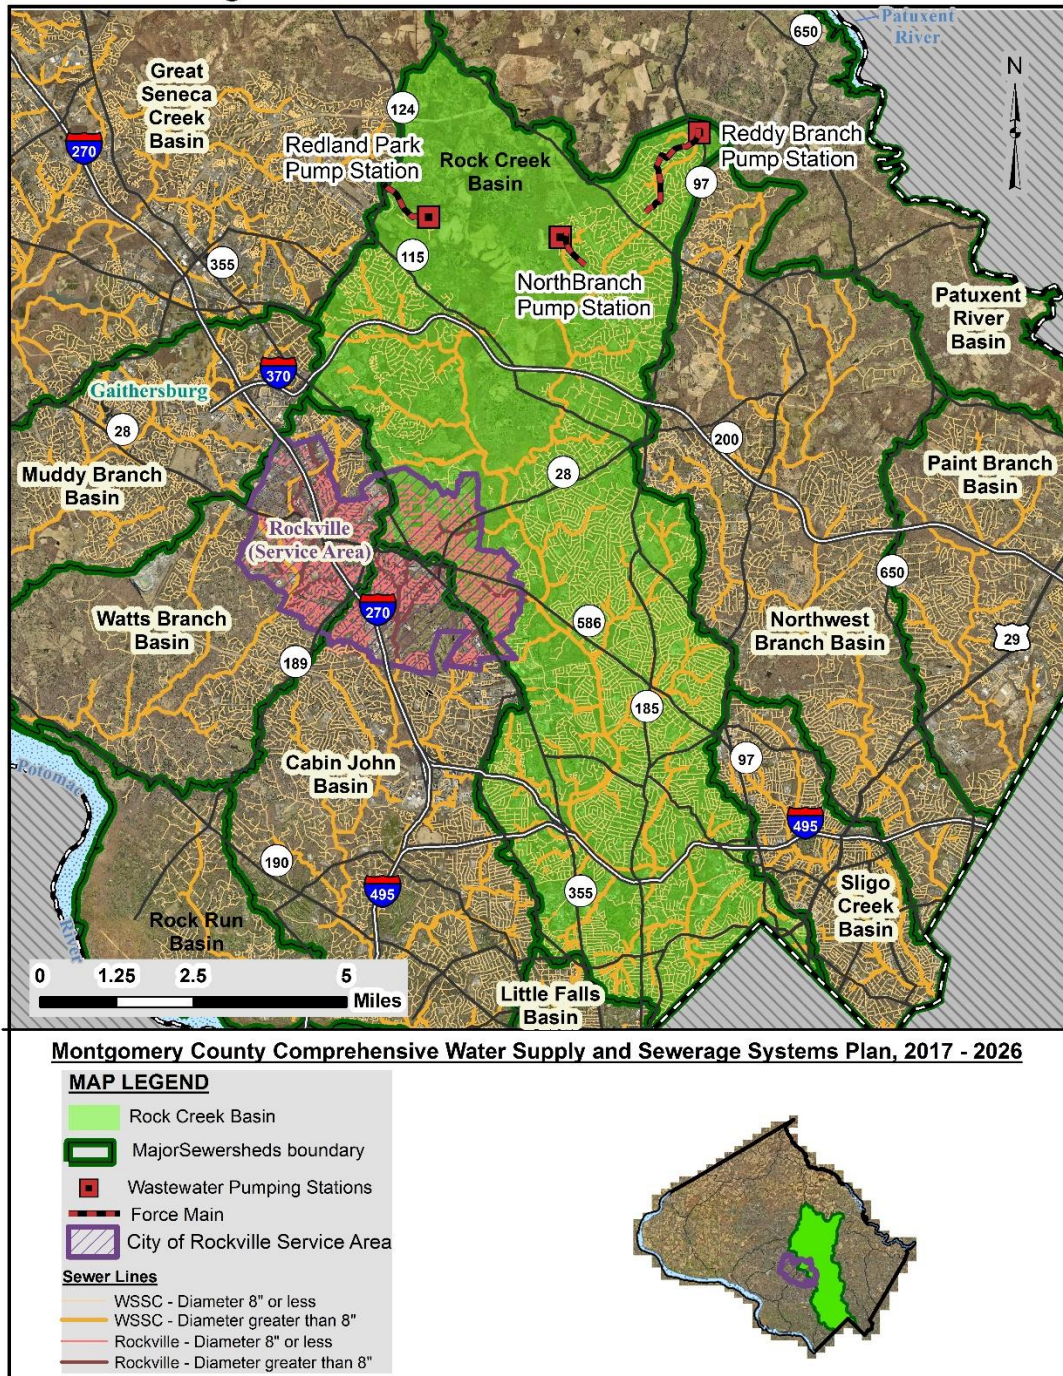 650
Patuxent
River
Great
Seneca
Creek
Basin
N
124
270
Redland Park
Pump Station
Rock Creek
Basin
Reddy Branch
Pump Station
97
355
115
NorthBranch
Pump Station
Patuxent
River
Basin
370
Gaithersburg
28
200
28
Muddy Branch
Basin
Paint Branch
Basin
Rockville
(Service Area)
650
270
586
Watts Branch
Basin
Northwest
Branch Basin
29
189
185
Cabin John
Basin
97
Potomac
River
495
190
495
355
Sligo
Creek
Basin
Rock Run
Basin
0 1.25 2.5 5
Miles
Little Falls
Basin
Montgomery County Comprehensive Water Supply and Sewerage Systems Plan, 2017 - 2026
MAP LEGEND
Rock Creek Basin
MajorSewersheds boundary
Wastewater Pumping Stations
Force Main
City of Rockville Service Area
Sewer Lines
WSSC - Diameter 8" or less
WSSC - Diameter greater than 8"
Rockville - Diameter 8" or less
Rockville - Diameter greater than 8"